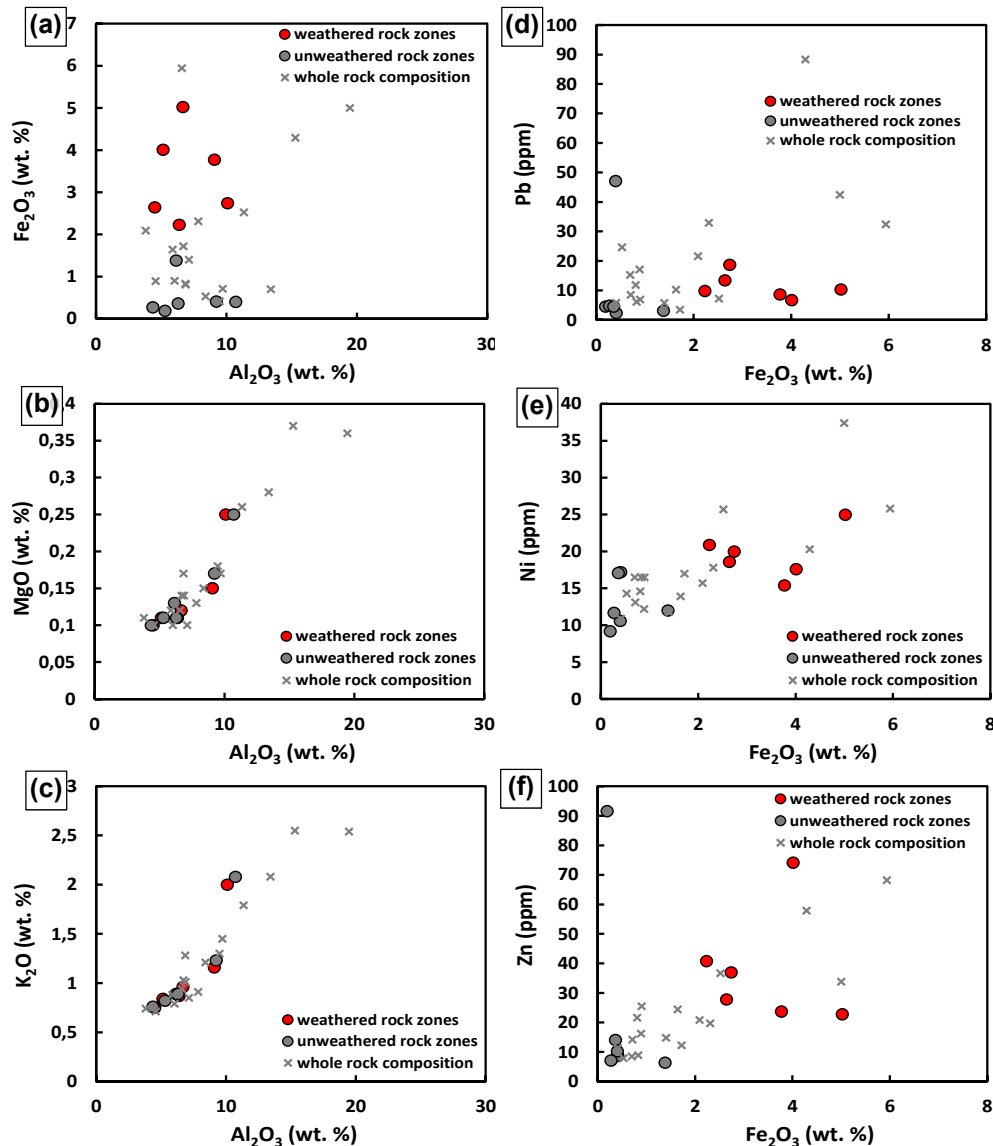 (a)
7
6
5
4
3
2
1
0
Fe₂O₃ (wt. %)
weathered rock zones
unweathered rock zones
whole rock composition
0 10 20 30
Al₂O₃ (wt. %)
(d)
100
90
80
70
60
50
40
30
20
10
0
Pb (ppm)
weathered rock zones
unweathered rock zones
whole rock composition
0 2 4 6 8
Fe₂O₃ (wt. %)
(b)
0,4
0,35
0,3
0,25
0,2
0,15
0,1
0,05
0
MgO (wt. %)
weathered rock zones
unweathered rock zones
whole rock composition
0 10 20 30
Al₂O₃ (wt. %)
(e)
40
35
30
25
20
15
10
5
0
Ni (ppm)
weathered rock zones
unweathered rock zones
whole rock composition
0 2 4 6 8
Fe₂O₃ (wt. %)
(c)
3
2,5
2
1,5
1
0,5
0
K₂O (wt. %)
weathered rock zones
unweathered rock zones
whole rock composition
0 10 20 30
Al₂O₃ (wt. %)
(f)
100
90
80
70
60
50
40
30
20
10
0
Zn (ppm)
weathered rock zones
unweathered rock zones
whole rock composition
0 2 4 6 8
Fe₂O₃ (wt. %)